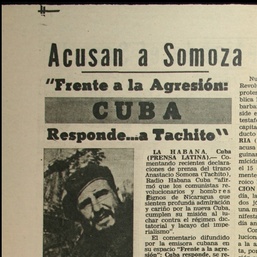 Acusan a Somoza
"Frente a la Agresión:
CUBA
Responde...a Tachito"
LA HABANA, Cuba
(PRENSA LATINA).— Co-
mentando recientes declara-
ciones de prensa del tirano
Anastasio Somoza (Tachito),
Radio Habana Cuba "afir-
mó que los comunistas, re-
volucionarios y hombres
dignos de Nicaragua que
sienten profunda admiración
y cariño por la nueva Cuba,
cumplen su misión al lu-
char contra el régimen dic-
tatorial y lacayo del impe-
rialismo".
El comentario difundido
por la emisora cubana en
su espacio "Frente a la agre-
sión": Cuba responde, se re-